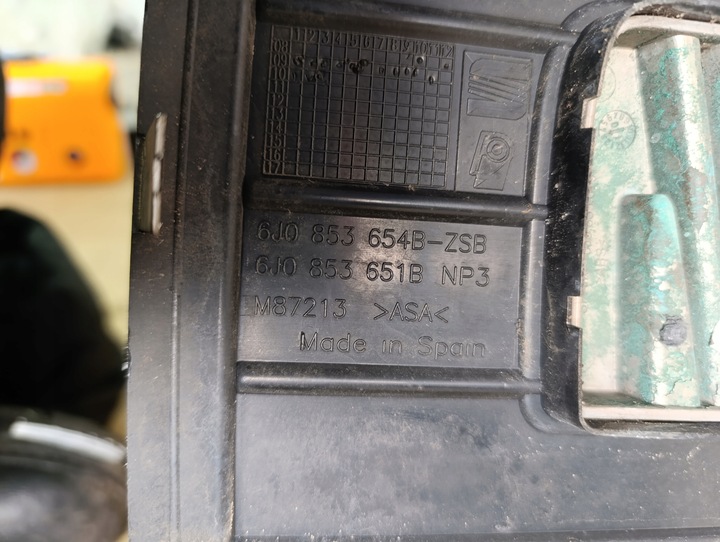 6J0 853 654B-ZSB
6J0 853 651B NP3
M87213 >ASA<
Made in Spain